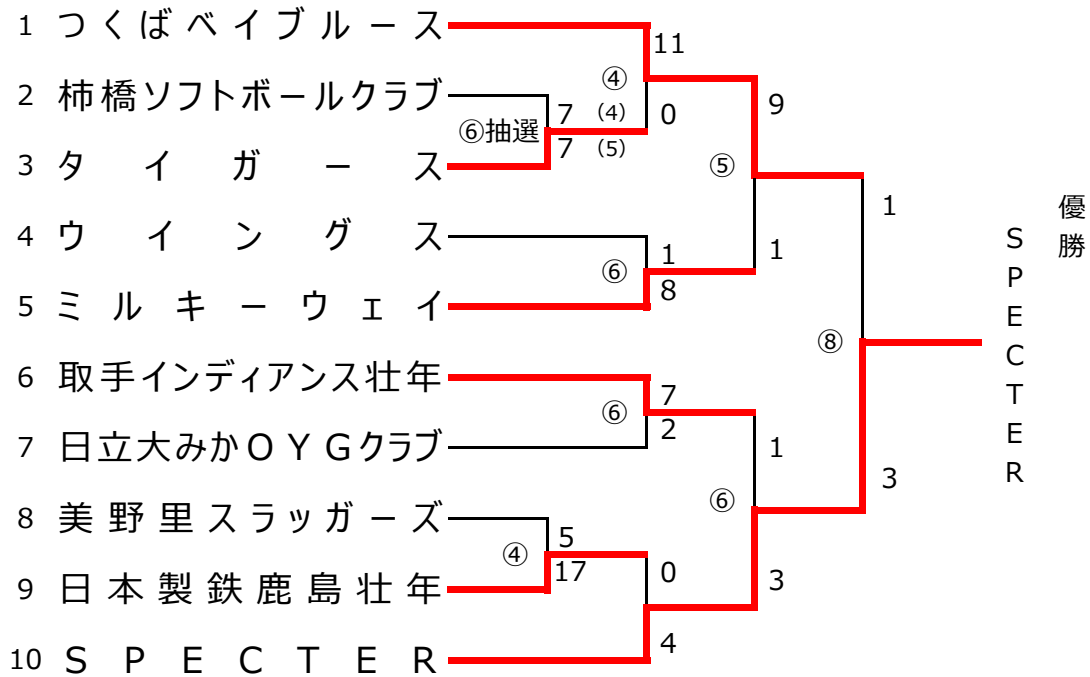 1 つくばベイブルース
2 柿橋ソフトボールクラブ
3 タイガース
4 ウイングス
5 ミルキーウェイ
6 取手インディアンス壮年
7 日立大みかOYGクラブ
8 美野里スラッガーズ
9 日本製鉄鹿島壮年
10 SPECTER
⑥抽選
7 (4)
7 (5)
④
5
17
11
④
0
1
⑥
8
7
⑥
2
0
4
9
⑤
1
1
⑥
3
1
⑧
3
優勝
SPECTER